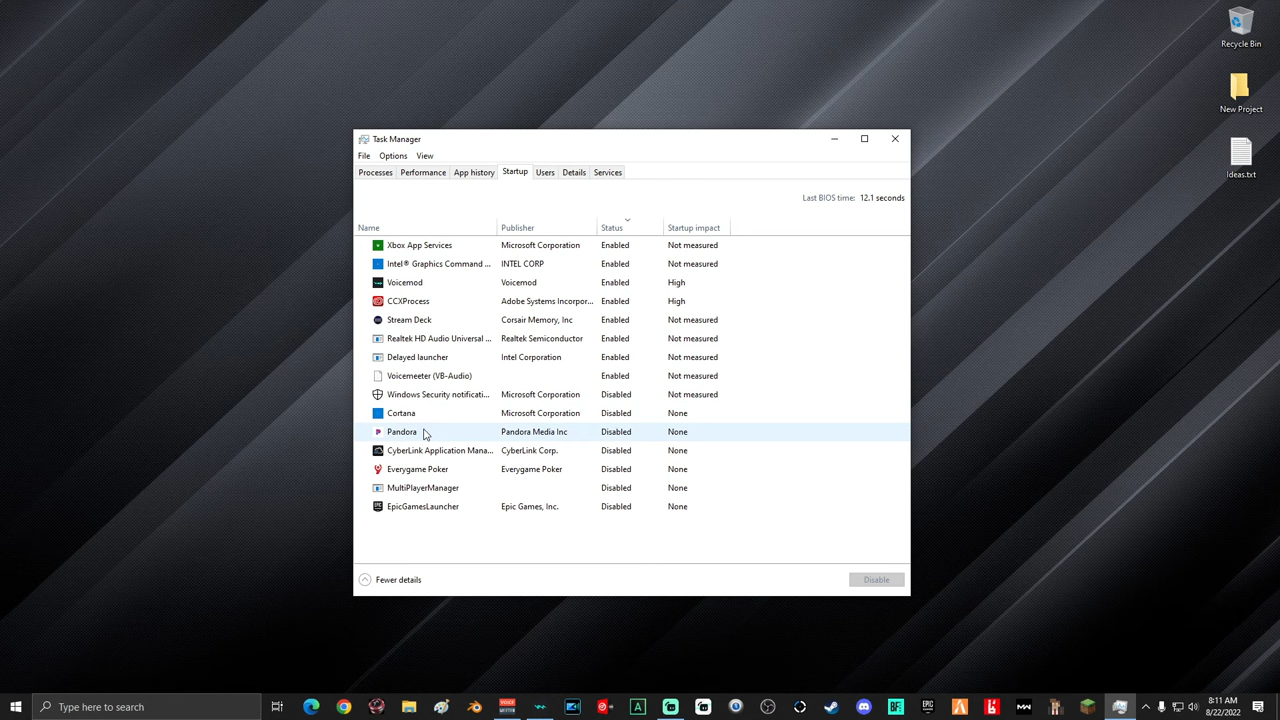 Recycle Bin
New Project
Ideas.txt
Task Manager
File Options View
Processes Performance App history Startup Users Details Services
Last BIOS time: 12.1 seconds
Name Publisher Status Startup impact
Xbox App Services Microsoft Corporation Enabled Not measured
Intel® Graphics Command ... INTEL CORP Enabled Not measured
Voicemod Voicemod Enabled High
CCXProcess Adobe Systems Incorpor... Enabled High
Stream Deck Corsair Memory, Inc Enabled Not measured
Realtek HD Audio Universal ... Realtek Semiconductor Enabled Not measured
Delayed launcher Intel Corporation Enabled Not measured
Voicemeeter (VB-Audio) Enabled Not measured
Windows Security notificati... Microsoft Corporation Disabled Not measured
Cortana Microsoft Corporation Disabled None
Pandora Pandora Media Inc Disabled None
CyberLink Application Mana... CyberLink Corp. Disabled None
Everygame Poker Everygame Poker Disabled None
MultiPlayerManager Disabled None
EpicGamesLauncher Epic Games, Inc. Disabled None
Fewer details Disable
Type here to search
8:11 AM
8/22/2022